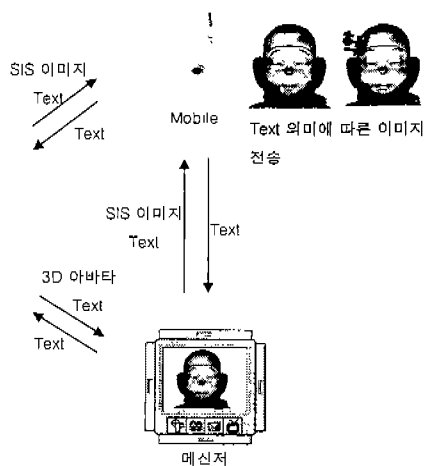 SIS 이미지
Text
Text
Mobile
Text 의미에 따른 이미지
전송
SIS 이미지
Text
Text
3D 아바타
Text
Text
메신저